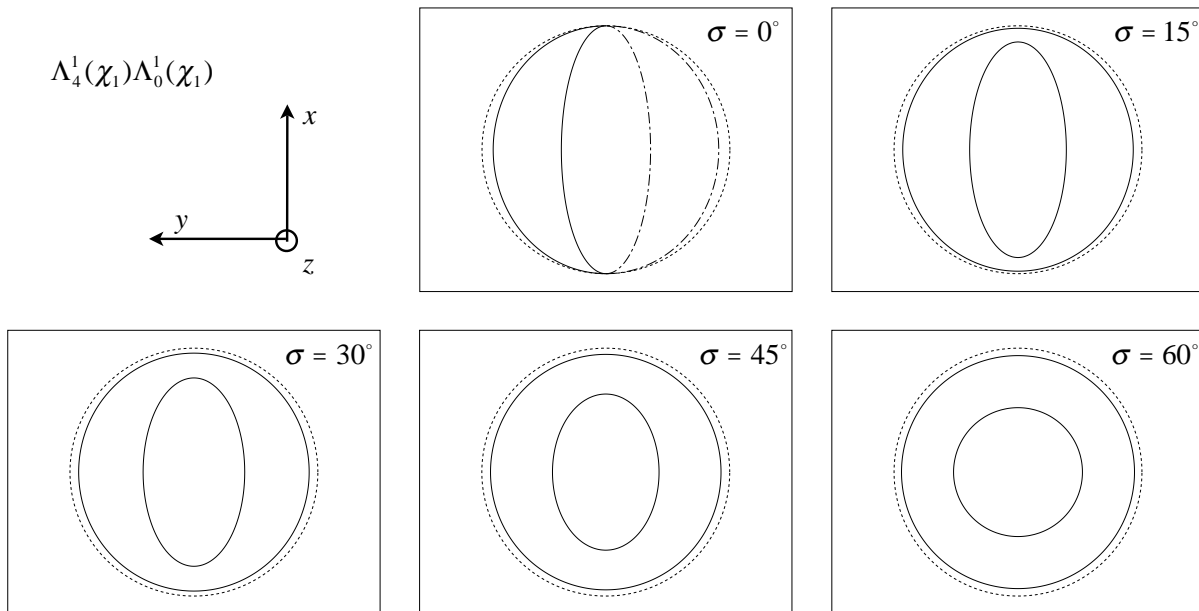 Λ₄¹(χ₁)Λ₀¹(χ₁)
x
y
z
σ = 0°
σ = 15°
σ = 30°
σ = 45°
σ = 60°